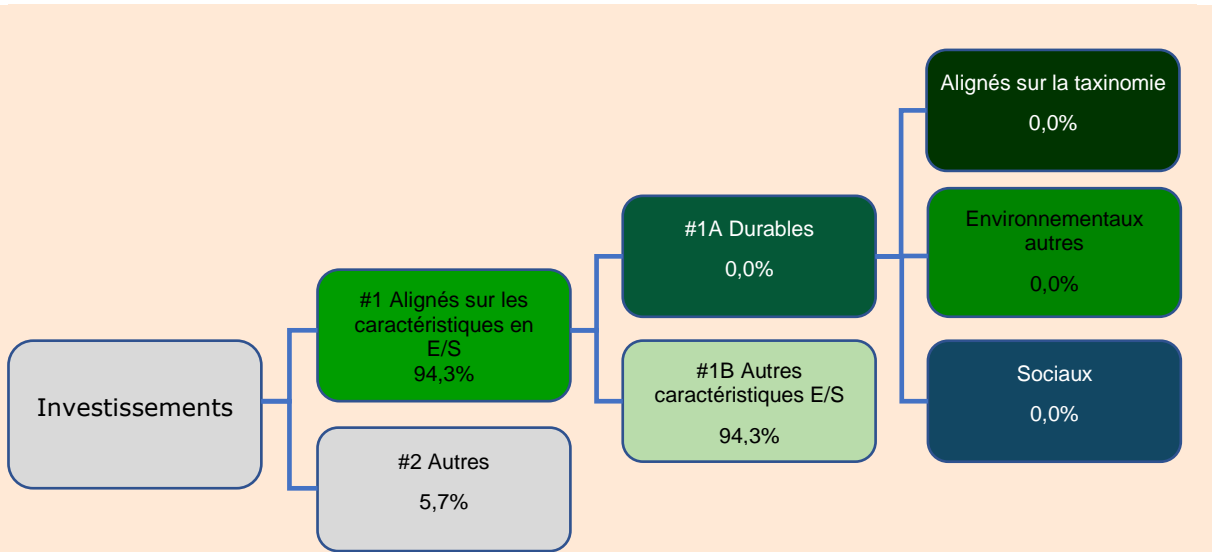 Investissements
#1 Alignés sur les
caractéristiques en
E/S
94,3%
#2 Autres
5,7%
#1A Durables
0,0%
#1B Autres
caractéristiques E/S
94,3%
Alignés sur la taxinomie
0,0%
Environnementaux
autres
0,0%
Sociaux
0,0%